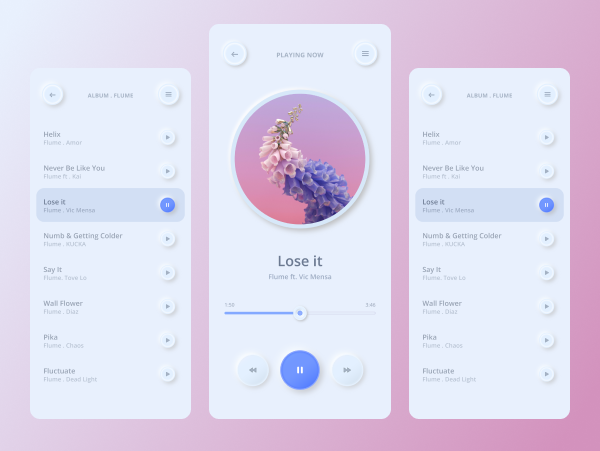 ALBUM . FLUME
Helix
Flume . Amor
Never Be Like You
Flume ft . Kai
Lose it
Flume . Vic Mensa
Numb & Getting Colder
Flume . KUCKA
Say It
Flume. Tove Lo
Wall Flower
Flume . Diaz
Pika
Flume . Chaos
Fluctuate
Flume . Dead Light
PLAYING NOW
Lose it
Flume ft. Vic Mensa
1:50
3:46
ALBUM . FLUME
Helix
Flume . Amor
Never Be Like You
Flume ft . Kai
Lose it
Flume . Vic Mensa
Numb & Getting Colder
Flume . KUCKA
Say It
Flume. Tove Lo
Wall Flower
Flume . Diaz
Pika
Flume . Chaos
Fluctuate
Flume . Dead Light